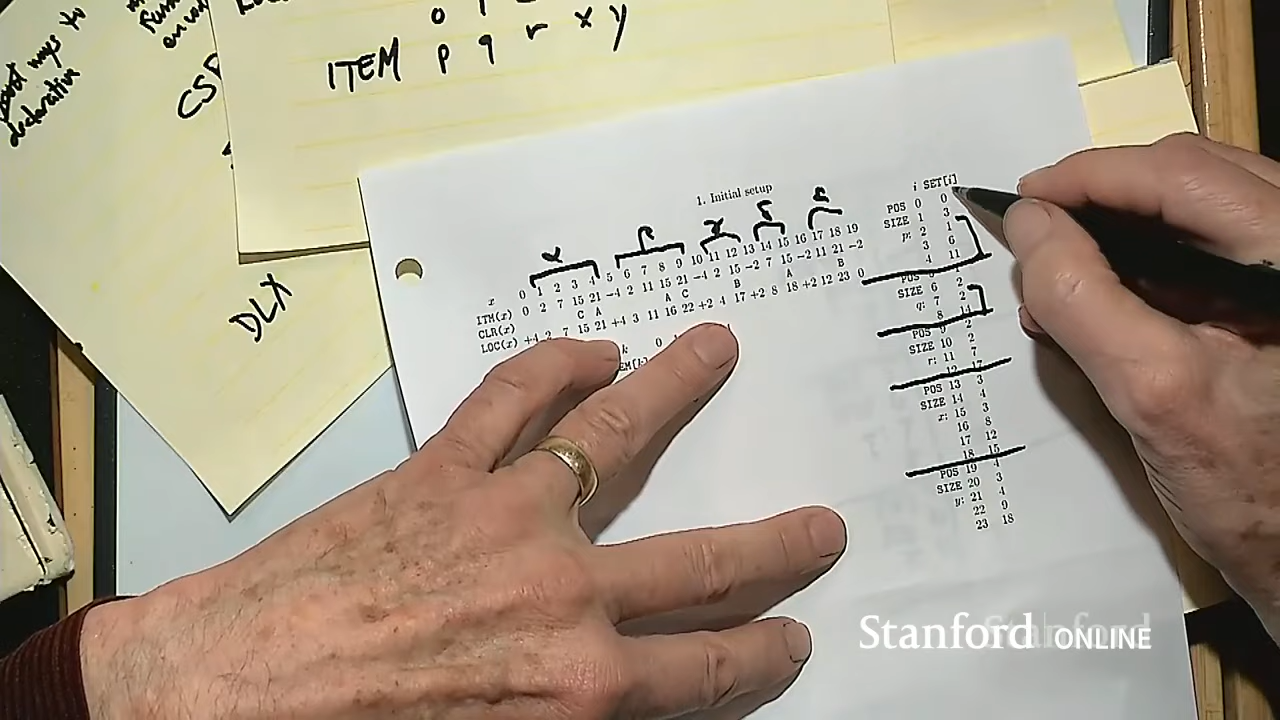 ITEM p q r x y
CSP
DLX
1. Initial setup
α β γ δ ε
x 0 1 2 3 4 5 6 7 8 9 10 11 12 13 14 15 16 17 18 19
ITM(x) 0 2 7 15 21 -4 2 11 15 21 -4 2 15 -2 7 15 -2 11 21 -2
CLR(x) C A A C B A B
LOC(x) +4 2 7 15 21 +4 3 11 16 22 +2 4 17 +2 8 18 +2 12 23 0
k 0
i SET[i]
POS 0 0
SIZE 1 3
p: 2 1
3 6
4 11
SIZE 6 2
q: 7 2
8 14
POS 9 2
SIZE 10 2
r: 11 7
12 17
POS 13 3
SIZE 14 4
x: 15 3
16 8
17 12
18 15
POS 19 4
SIZE 20 3
y: 21 4
22 9
23 18
Stanford ONLINE